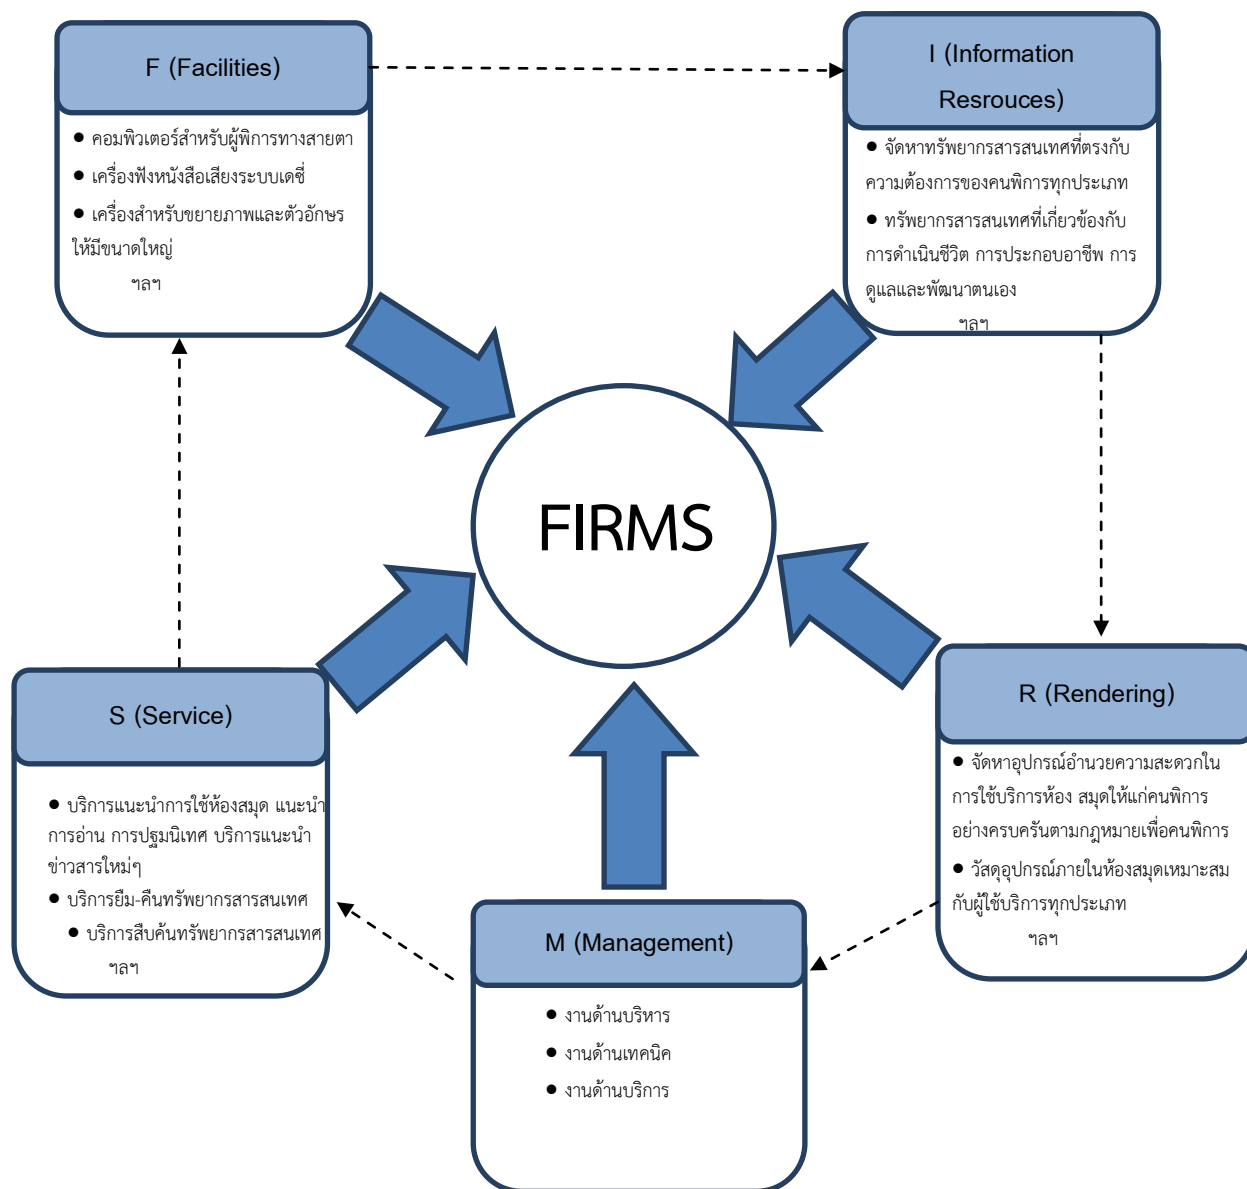 F (Facilities)
● คอมพิวเตอร์สำหรับผู้พิการทางสายตา
● เครื่องฟังหนังสือเสียงระบบเดซี่
● เครื่องสำหรับขยายภาพและตัวอักษร
ให้มีขนาดใหญ่
ฯลฯ
I (Information
Resrouces)
● จัดหาทรัพยากรสารสนเทศที่ตรงกับ
ความต้องการของคนพิการทุกประเภท
● ทรัพยากรสารสนเทศที่เกี่ยวข้องกับ
การดำเนินชีวิต การประกอบอาชีพ การ
ดูแลและพัฒนาตนเอง
ฯลฯ
FIRMS
R (Rendering)
● จัดหาอุปกรณ์อำนวยความสะดวกใน
การใช้บริการห้อง สมุดให้แก่คนพิการ
อย่างครบครันตามกฎหมายเพื่อคนพิการ
● วัสดุอุปกรณ์ภายในห้องสมุดเหมาะสม
กับผู้ใช้บริการทุกประเภท
ฯลฯ
M (Management)
● งานด้านบริหาร
● งานด้านเทคนิค
● งานด้านบริการ
S (Service)
● บริการแนะนำการใช้ห้องสมุด แนะนำ
การอ่าน การปฐมนิเทศ บริการแนะนำ
ข่าวสารใหม่ๆ
● บริการยืม-คืนทรัพยากรสารสนเทศ
● บริการสืบค้นทรัพยากรสารสนเทศ
ฯลฯ